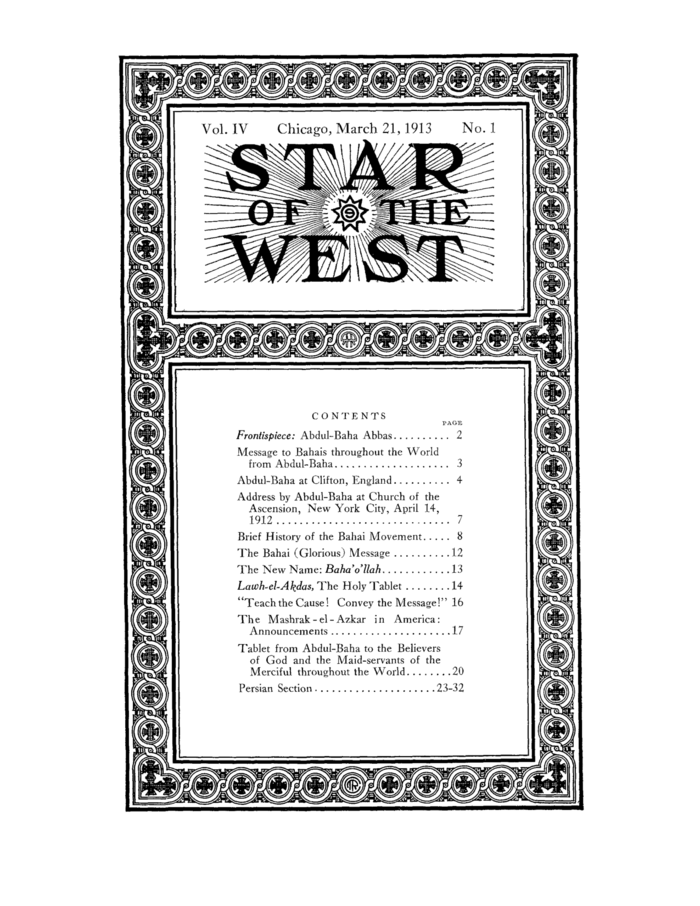 Vol. IV Chicago, March 21, 1913 No. 1
STAR
OF THE
WEST
CONTENTS
PAGE
Frontispiece: Abdul-Baha Abbas.......... 2
Message to Bahais throughout the World
from Abdul-Baha.................... 3
Abdul-Baha at Clifton, England.......... 4
Address by Abdul-Baha at Church of the
Ascension, New York City, April 14,
1912 .............................. 7
Brief History of the Bahai Movement..... 8
The Bahai (Glorious) Message ..........12
The New Name: Baha'o'llah............13
Lawh-el-Akdas, The Holy Tablet ........14
"Teach the Cause! Convey the Message!" 16
The Mashrak-el-Azkar in America:
Announcements .....................17
Tablet from Abdul-Baha to the Believers
of God and the Maid-servants of the
Merciful throughout the World........20
Persian Section .....................23-32